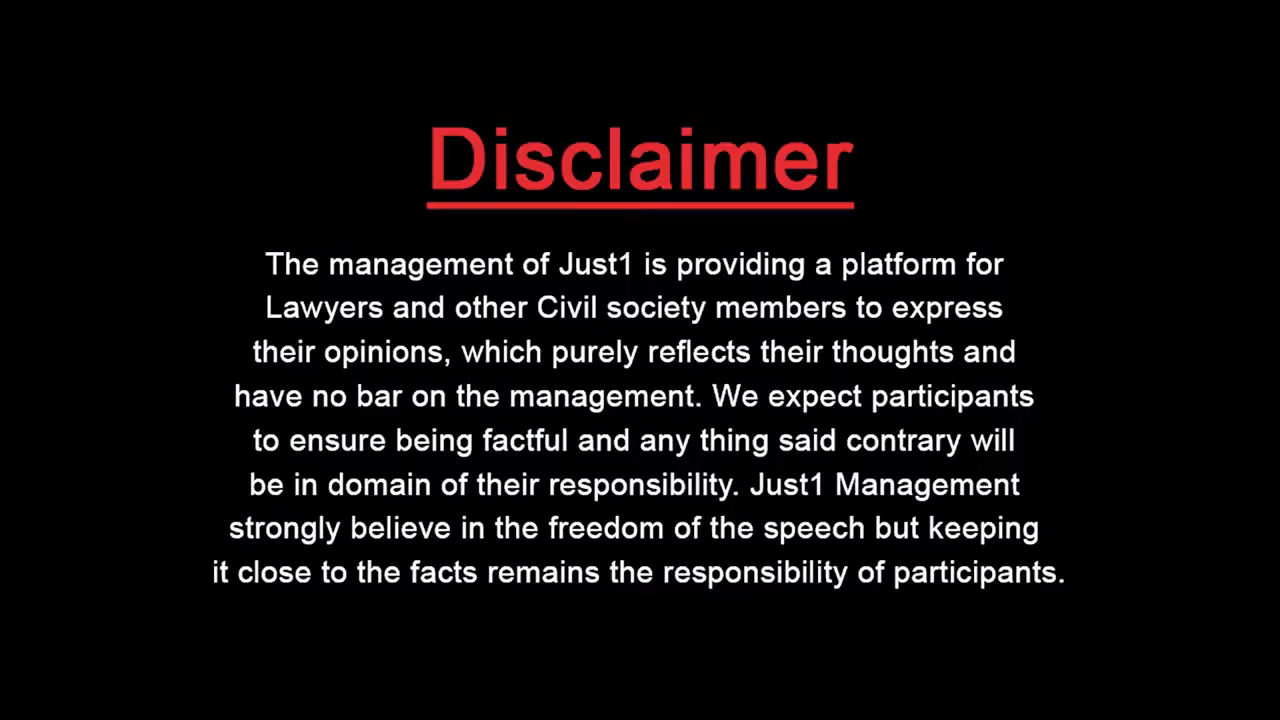 Disclaimer
The management of Just1 is providing a platform for
Lawyers and other Civil society members to express
their opinions, which purely reflects their thoughts and
have no bar on the management. We expect participants
to ensure being factful and any thing said contrary will
be in domain of their responsibility. Just1 Management
strongly believe in the freedom of the speech but keeping
it close to the facts remains the responsibility of participants.